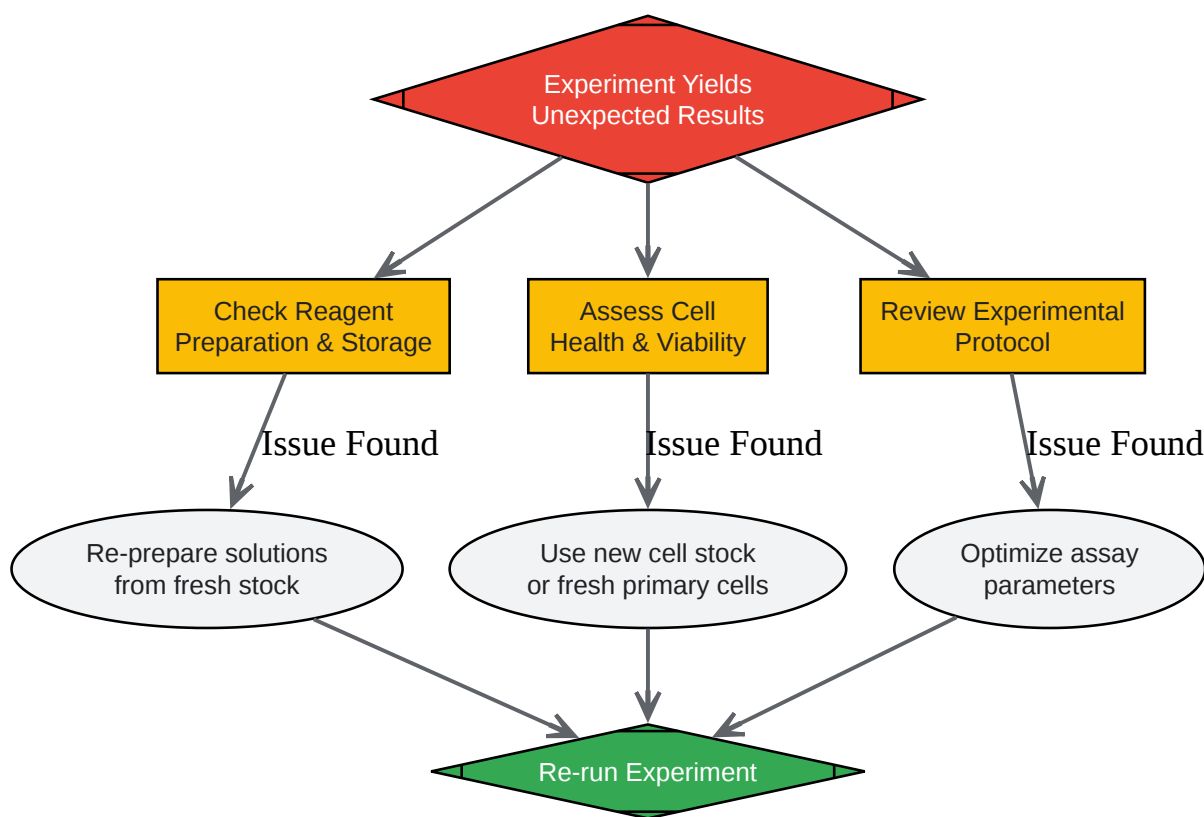 Experiment Yields
Unexpected Results
Check Reagent
Preparation & Storage
Assess Cell
Health & Viability
Review Experimental
Protocol
Issue Found
Issue Found
Issue Found
Re-prepare solutions
from fresh stock
Use new cell stock
or fresh primary cells
Optimize assay
parameters
Re-run Experiment